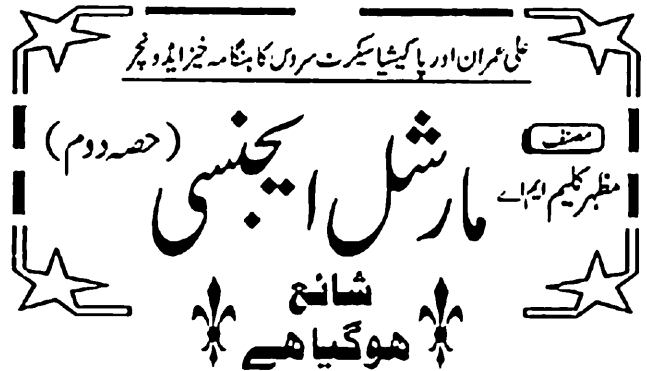 علی عمران اور پاکیشیا سیکرٹ سروس کا ہنگامہ خیز ایڈونچر
مصنف
مظہر کلیم ایم اے
مارشل ایجنسی
(حصہ دوم)
شائع
ہوگیا ہے